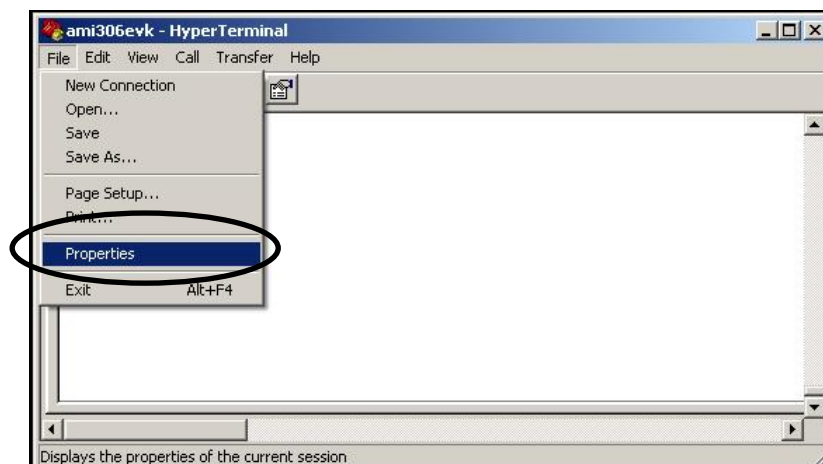 ami306evk - HyperTerminal
File Edit View Call Transfer Help
New Connection
Open...
Save
Save As...
Page Setup...
Print...
Properties
Exit Alt+F4
Displays the properties of the current session